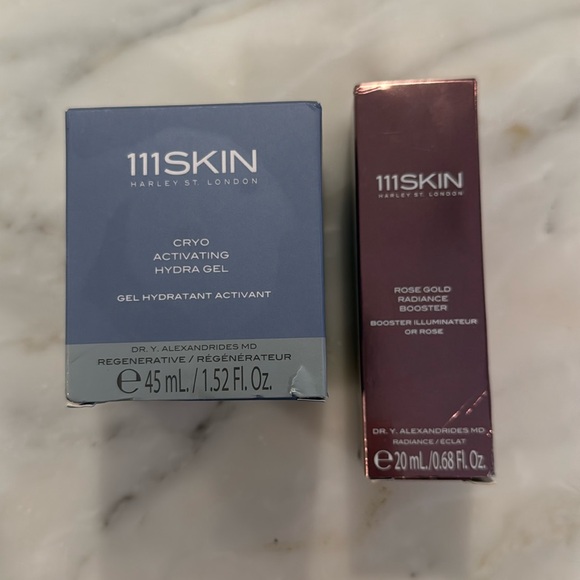 111SKIN
HARLEY ST. LONDON
CRYO
ACTIVATING
HYDRA GEL
GEL HYDRATANT ACTIVANT
DR. Y. ALEXANDRIDES MD
REGENERATIVE / RÉGÉNÉRATEUR
℮ 45 mL. / 1.52 Fl. Oz.
111SKIN
HARLEY ST. LONDON
ROSE GOLD
RADIANCE
BOOSTER
BOOSTER ILLUMINATEUR
OR ROSE
DR. Y. ALEXANDRIDES MD
RADIANCE / ÉCLAT
℮ 20 mL./0.68 Fl. Oz.